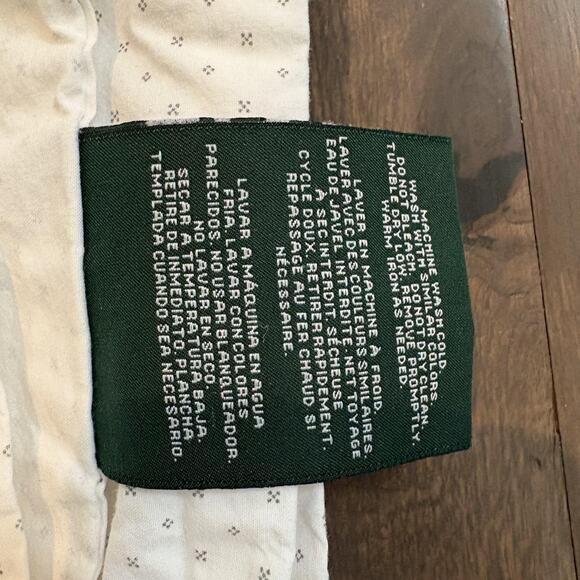 MACHINE WASH COLD.
WASH WITH SIMILAR COLORS
DO NOT BLEACH. DO NOT DRY CLEAN.
TUMBLE DRY LOW, REMOVE PROMPTLY.
WARM IRON AS NEEDED.
LAVER EN MACHINE À FROID.
LAVER AVEC DES COULEURS SIMILAIRES.
EAU DE JAVEL INTERDITE. NETTOYAGE
À SEC INTERDIT. SÉCHEUSE
CYCLE DOUX, RETIRER RAPIDEMENT.
REPASSAGE AU FER CHAUD SI
NÉCESSAIRE.
LAVAR A MÁQUINA EN AGUA
FRIA. LAVAR CON COLORES
PARECIDOS. NO USAR BLANQUEADOR.
NO LAVAR EN SECO.
SECAR A TEMPERATURA BAJA.
RETIRE DE INMEDIATO. PLANCHA
TEMPLADA CUANDO SEA NECESARIO.